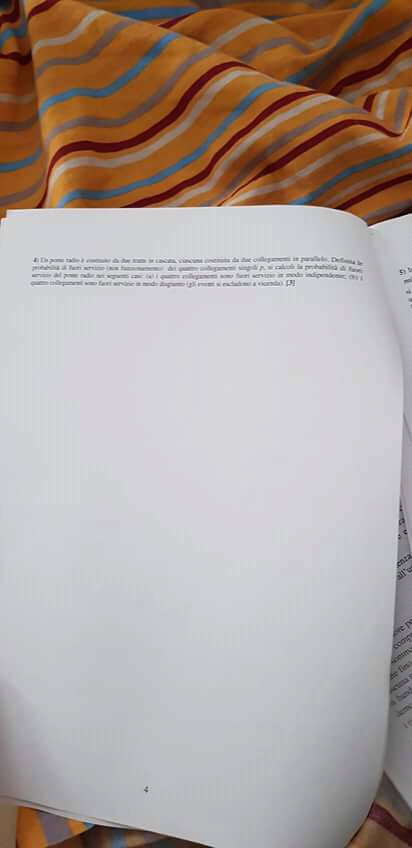 4) Un ponte radio è costituito da due tratte in cascata, ciascuna costituita da due collegamenti in parallelo. Definita la
probabilità di fuori servizio (non funzionamento) dei quattro collegamenti singoli p, si calcoli la probabilità di fuori
servizio del ponte radio nei seguenti casi: (a) i quattro collegamenti sono fuori servizio in modo indipendente; (b) i
quattro collegamenti sono fuori servizio in modo disgiunto (gli eventi si escludono a vicenda). [3]
4
5)
si